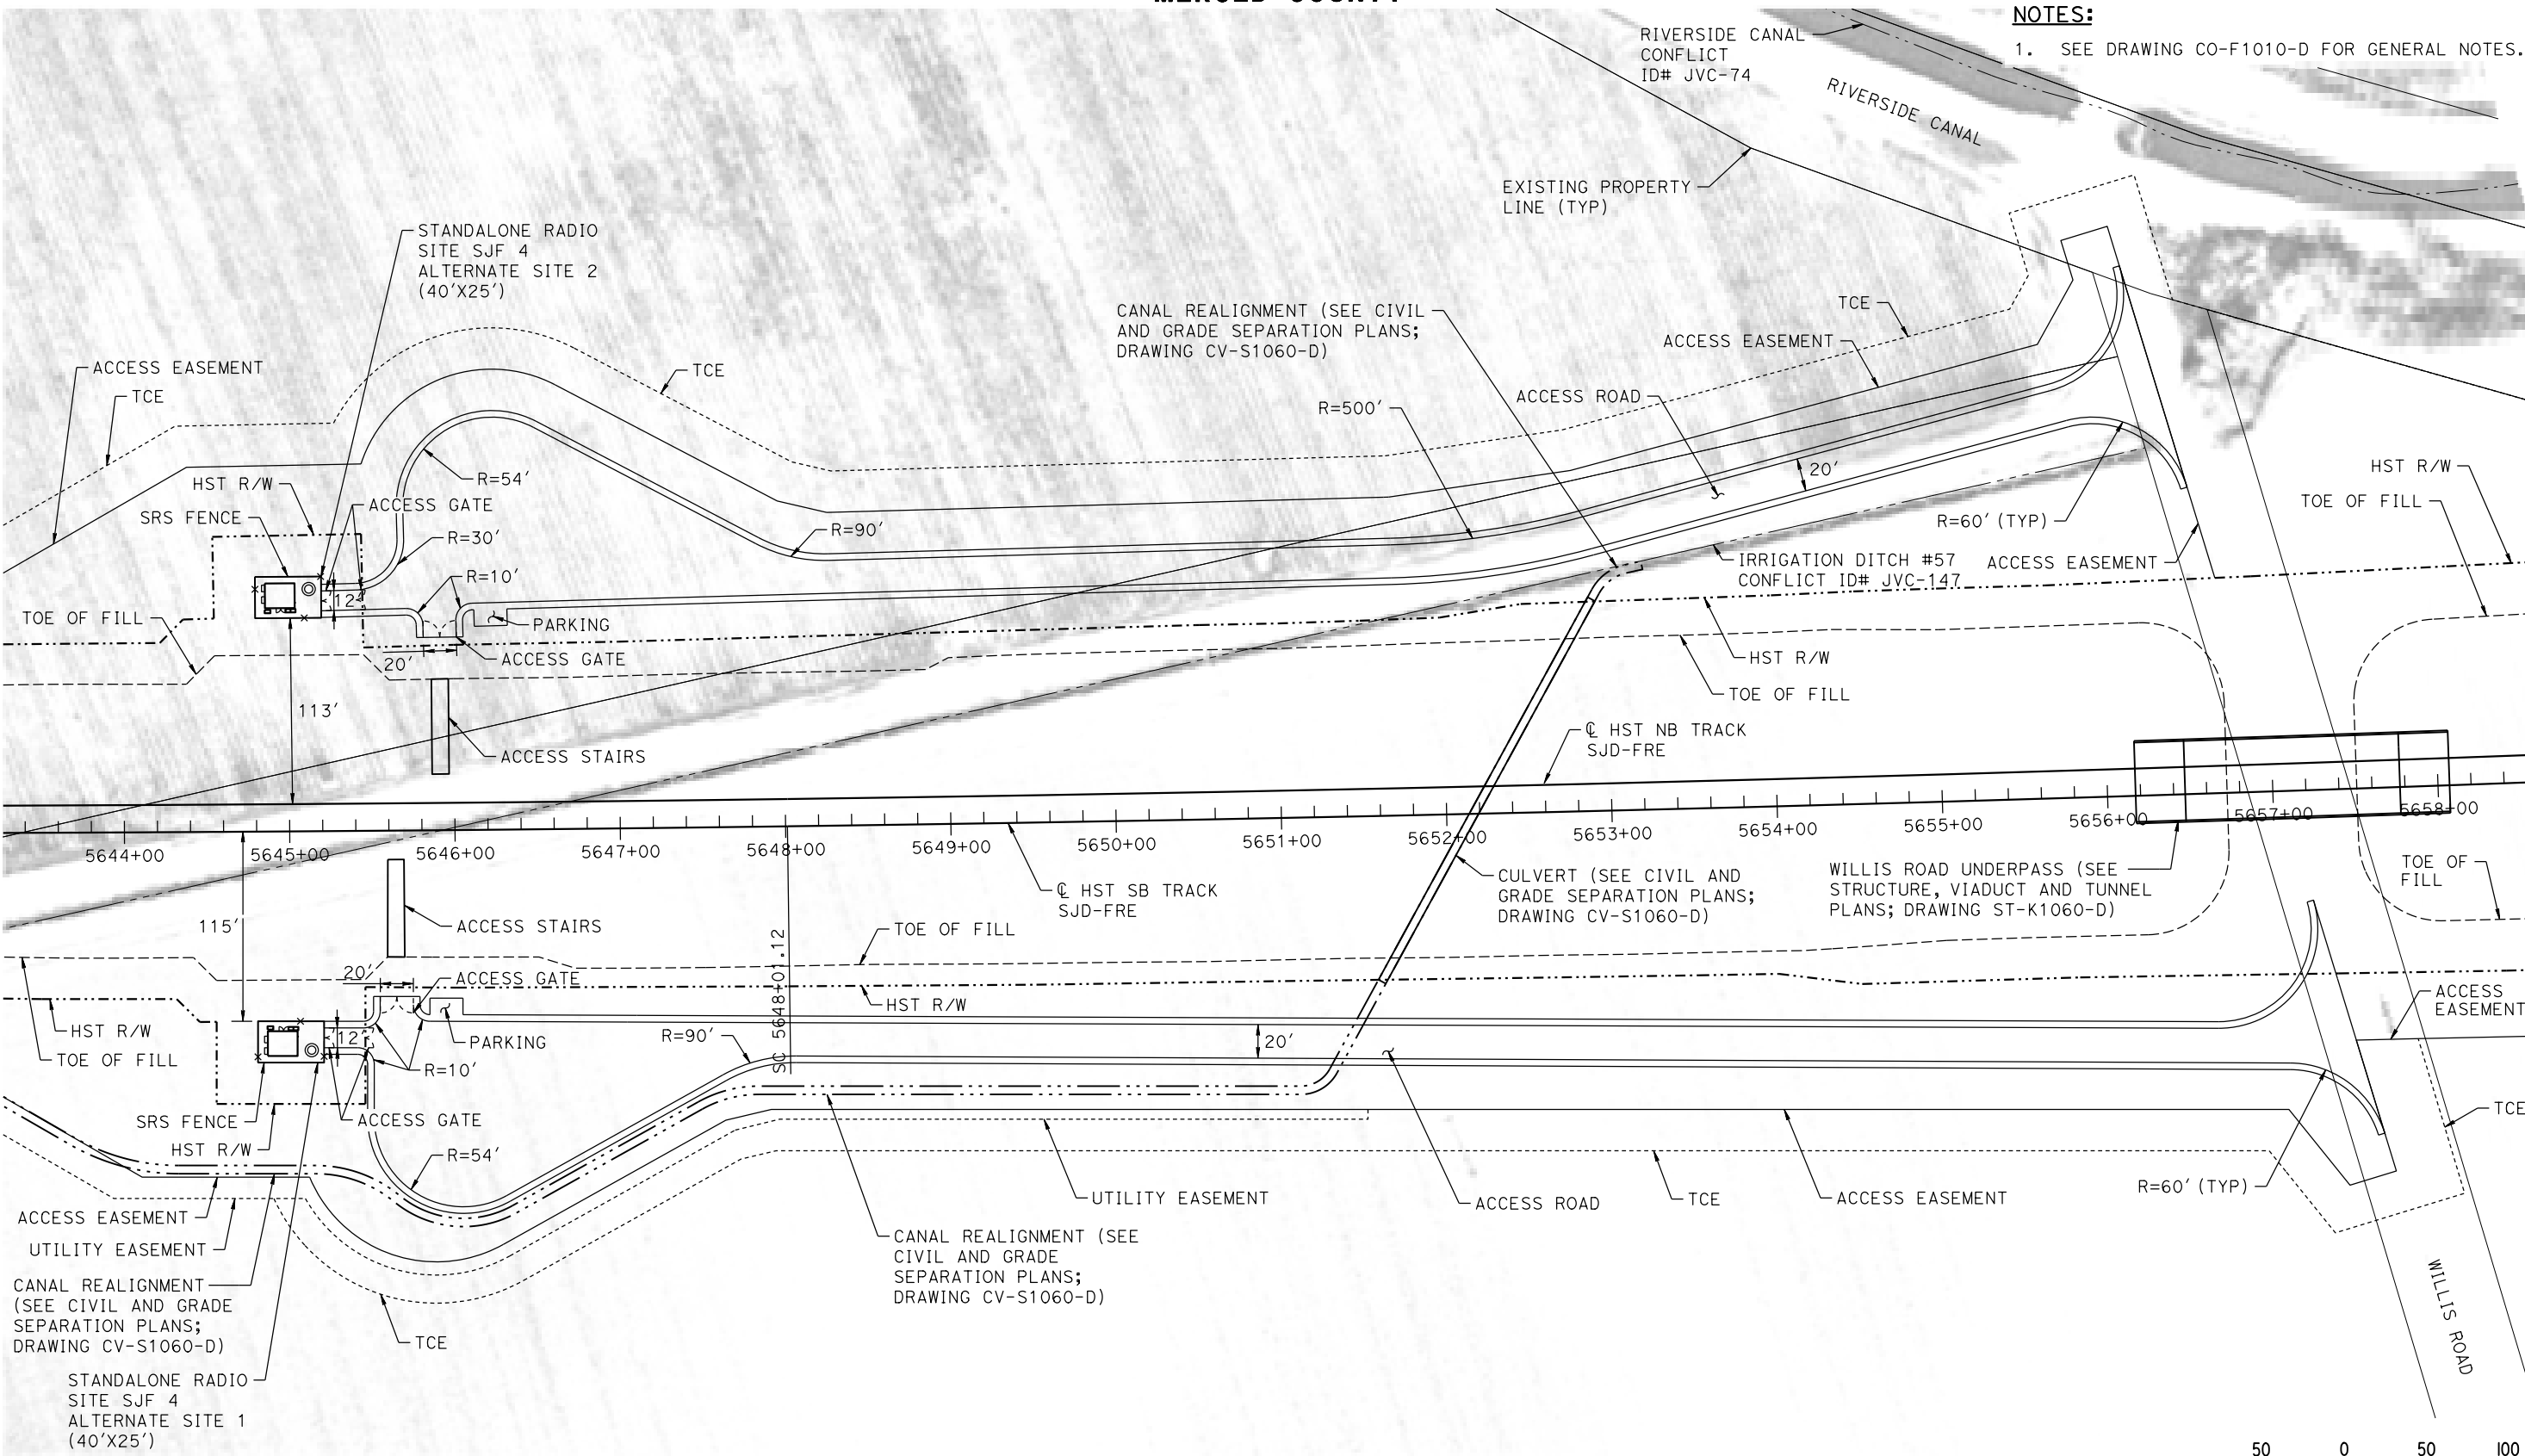 MERCED COUNTY
NOTES:
1. SEE DRAWING CO-F1010-D FOR GENERAL NOTES.
RIVERSIDE CANAL
CONFLICT
ID# JVC-74
RIVERSIDE CANAL
EXISTING PROPERTY
LINE (TYP)
STANDALONE RADIO
SITE SJF 4
ALTERNATE SITE 2
(40'X25')
CANAL REALIGNMENT (SEE CIVIL
AND GRADE SEPARATION PLANS;
DRAWING CV-S1060-D)
TCE
ACCESS EASEMENT
ACCESS EASEMENT
TCE
TCE
ACCESS ROAD
R=500'
HST R/W
R=54'
ACCESS GATE
SRS FENCE
R=30'
R=90'
20'
HST R/W
TOE OF FILL
R=60' (TYP)
R=10'
12'
IRRIGATION DITCH #57
CONFLICT ID# JVC-147
ACCESS EASEMENT
TOE OF FILL
PARKING
20'
ACCESS GATE
HST R/W
TOE OF FILL
113'
ACCESS STAIRS
℄ HST NB TRACK
SJD-FRE
5644+00
5645+00
5646+00
5647+00
5648+00
5649+00
5650+00
5651+00
5652+00
5653+00
5654+00
5655+00
5656+00
5657+00
5658+00
℄ HST SB TRACK
SJD-FRE
CULVERT (SEE CIVIL AND
GRADE SEPARATION PLANS;
DRAWING CV-S1060-D)
WILLIS ROAD UNDERPASS (SEE
STRUCTURE, VIADUCT AND TUNNEL
PLANS; DRAWING ST-K1060-D)
TOE OF
FILL
115'
ACCESS STAIRS
TOE OF FILL
SC 5648+01.12
20'
ACCESS GATE
HST R/W
ACCESS
EASEMENT
HST R/W
TOE OF FILL
12'
PARKING
R=10'
R=90'
20'
SRS FENCE
ACCESS GATE
HST R/W
R=54'
TCE
ACCESS EASEMENT
UTILITY EASEMENT
UTILITY EASEMENT
ACCESS ROAD
TCE
ACCESS EASEMENT
R=60' (TYP)
CANAL REALIGNMENT
(SEE CIVIL AND GRADE
SEPARATION PLANS;
DRAWING CV-S1060-D)
CANAL REALIGNMENT (SEE
CIVIL AND GRADE
SEPARATION PLANS;
DRAWING CV-S1060-D)
TCE
WILLIS ROAD
STANDALONE RADIO
SITE SJF 4
ALTERNATE SITE 1
(40'X25')
50 0 50 100